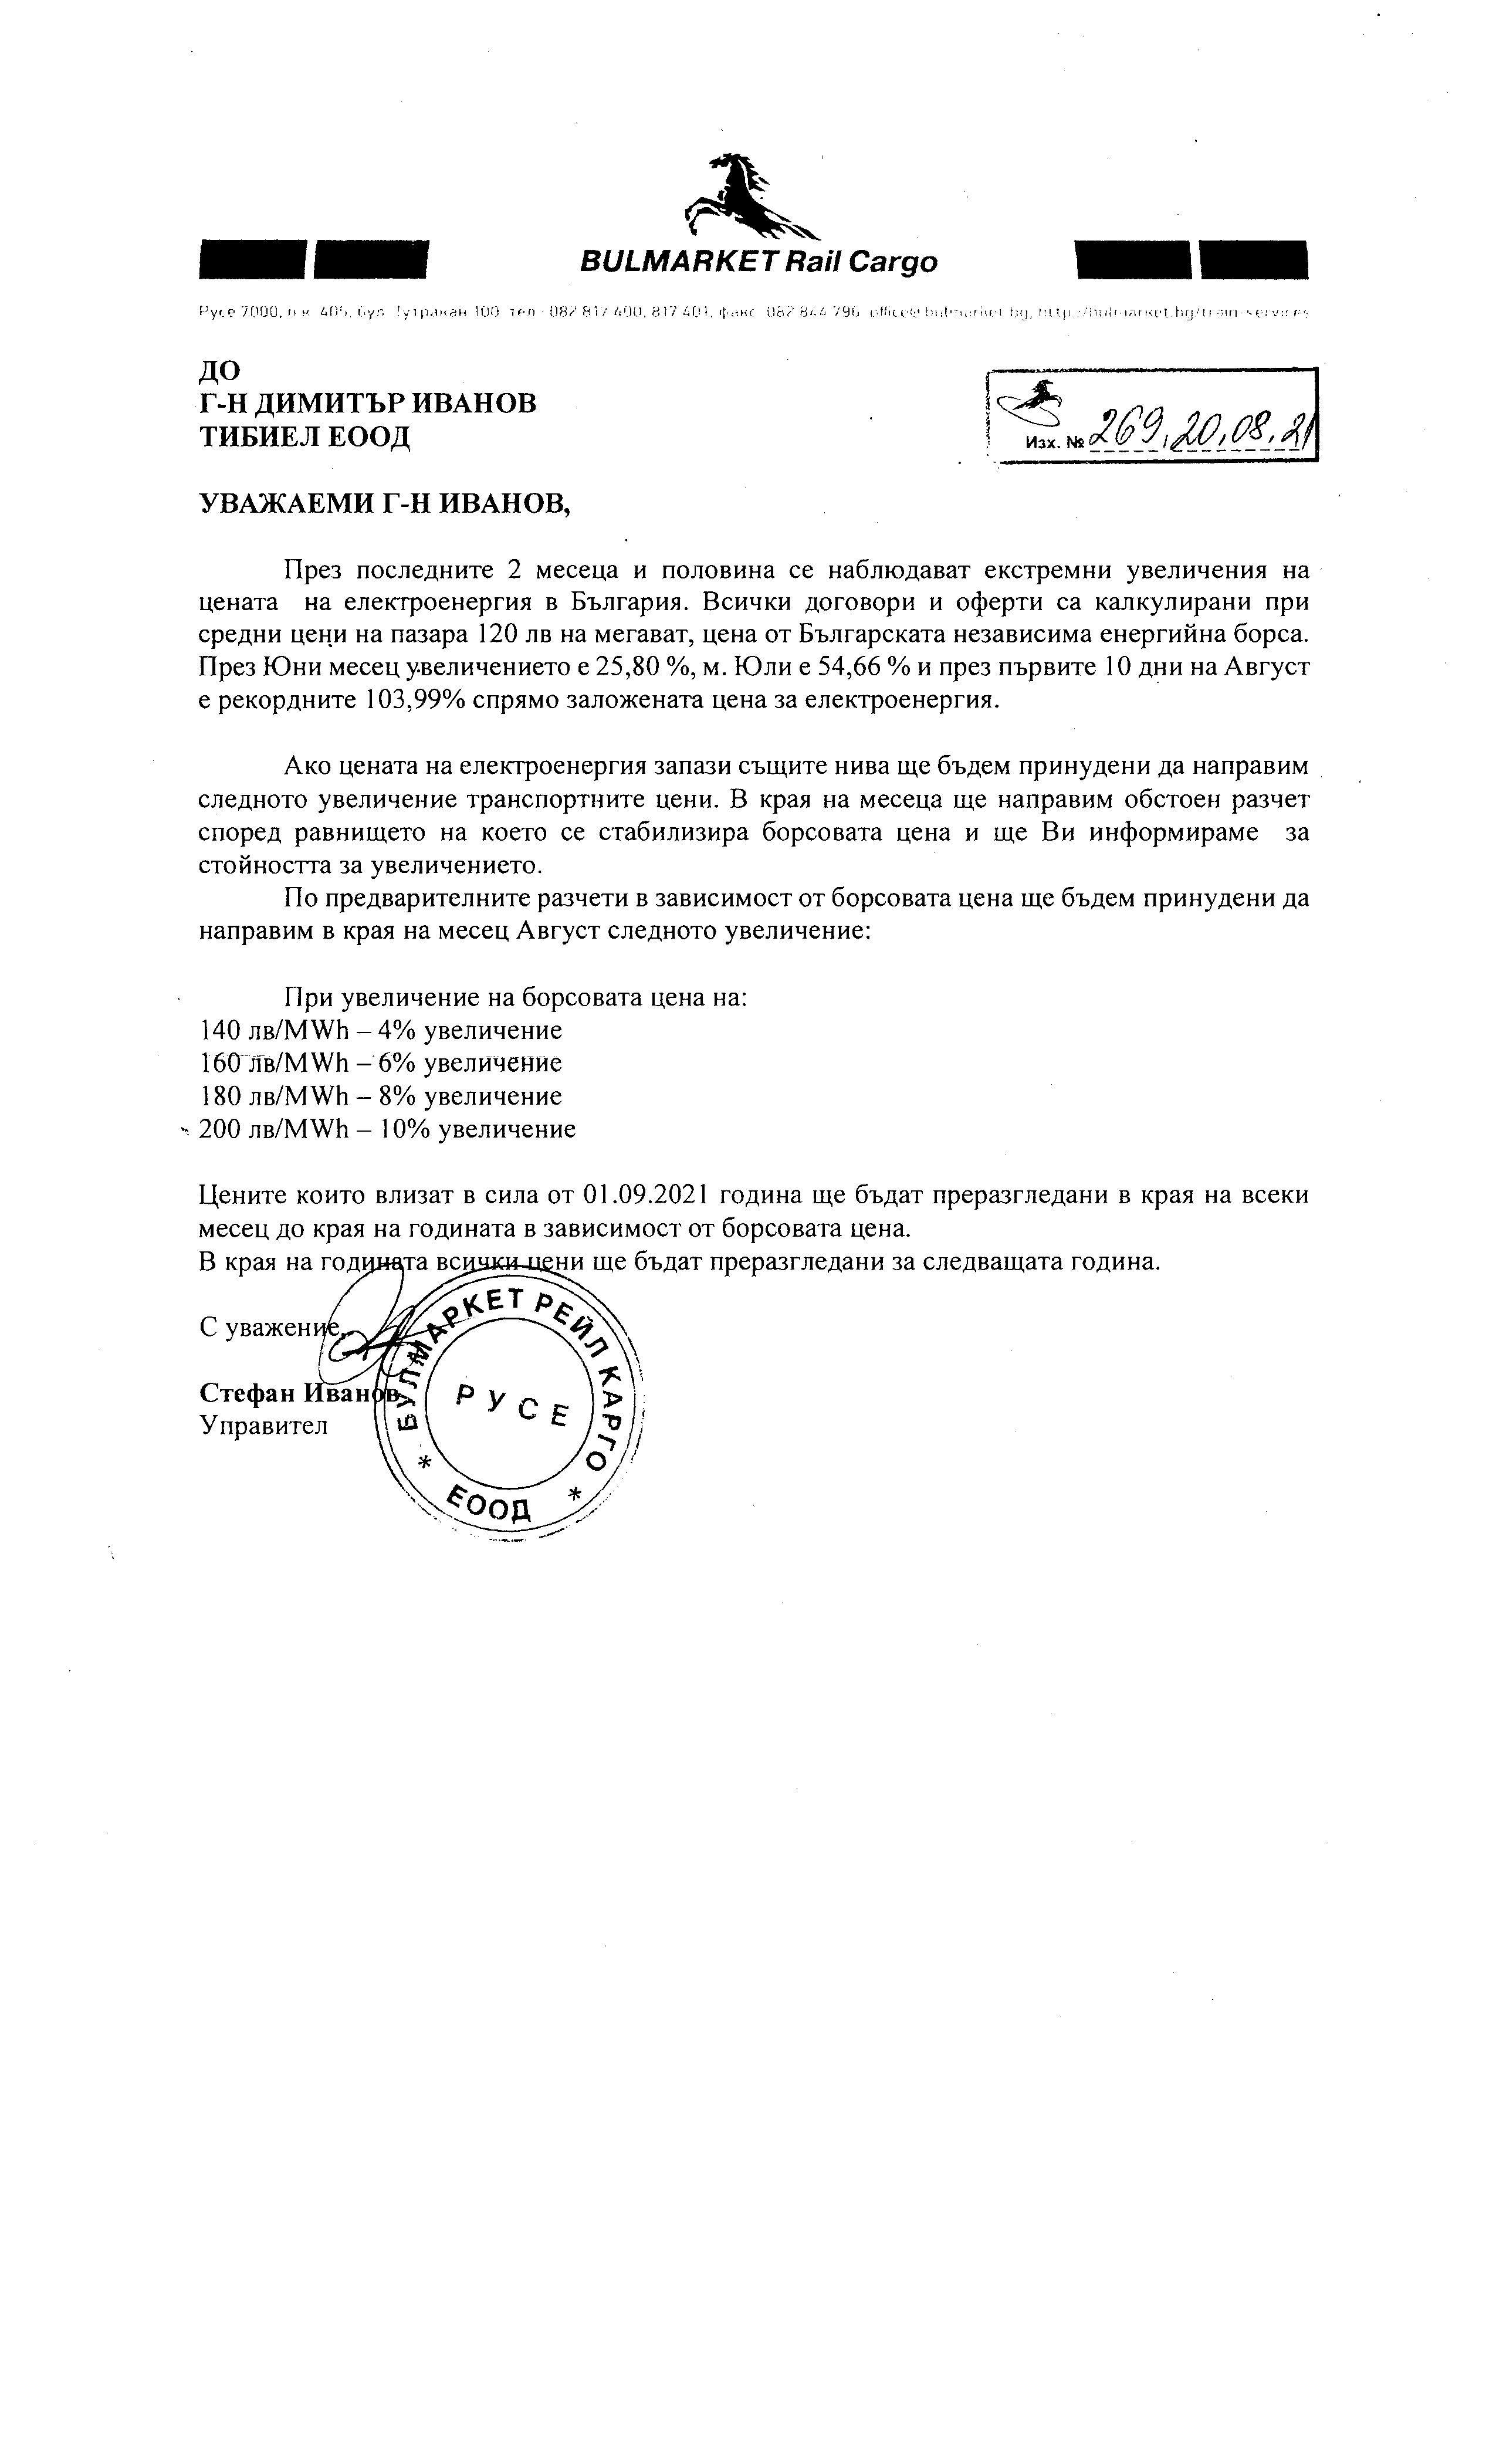 BULMARKET Rail Cargo
Русе 7000, п.к. 405, бул. Тутракан 100 тел.: 082 817 400, 817 401, факс: 082 844 796 office@bulmarket.bg, http://bulmarket.bg/train-services
ДО
Г-Н ДИМИТЪР ИВАНОВ
ТИБИЕЛ ЕООД
Изх. № 269, 20.08.21
УВАЖАЕМИ Г-Н ИВАНОВ,
През последните 2 месеца и половина се наблюдават екстремни увеличения на
цената на електроенергия в България. Всички договори и оферти са калкулирани при
средни цени на пазара 120 лв на мегават, цена от Българската независима енергийна борса.
През Юни месец увеличението е 25,80 %, м. Юли е 54,66 % и през първите 10 дни на Август
е рекордните 103,99% спрямо заложената цена за електроенергия.
Ако цената на електроенергия запази същите нива ще бъдем принудени да направим
следното увеличение транспортните цени. В края на месеца ще направим обстоен разчет
според равнището на което се стабилизира борсовата цена и ще Ви информираме за
стойността за увеличението.
По предварителните разчети в зависимост от борсовата цена ще бъдем принудени да
направим в края на месец Август следното увеличение:
При увеличение на борсовата цена на:
140 лв/MWh – 4% увеличение
160 лв/MWh – 6% увеличение
180 лв/MWh – 8% увеличение
200 лв/MWh – 10% увеличение
Цените които влизат в сила от 01.09.2021 година ще бъдат преразгледани в края на всеки
месец до края на годината в зависимост от борсовата цена.
В края на годината всички цени ще бъдат преразгледани за следващата година.
С уважение,
Стефан Иванов
Управител
БУЛМАРКЕТ РЕЙЛ КАРГО
РУСЕ
* ЕООД *